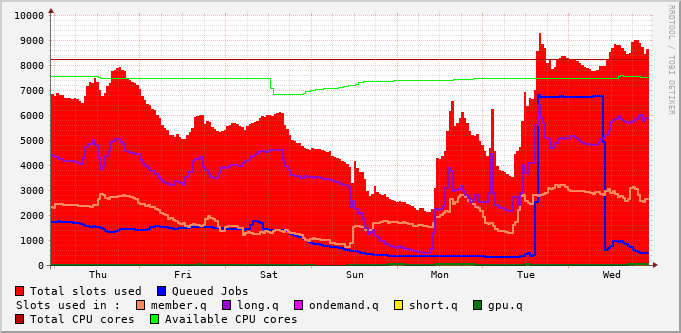 10000
9000
8000
7000
6000
5000
4000
3000
2000
1000
0
Thu Fri Sat Sun Mon Tue Wed
RRDTOOL / TOBI OETIKER
Total slots used Queued Jobs
Slots used in : member.q long.q ondemand.q short.q gpu.q
Total CPU cores Available CPU cores